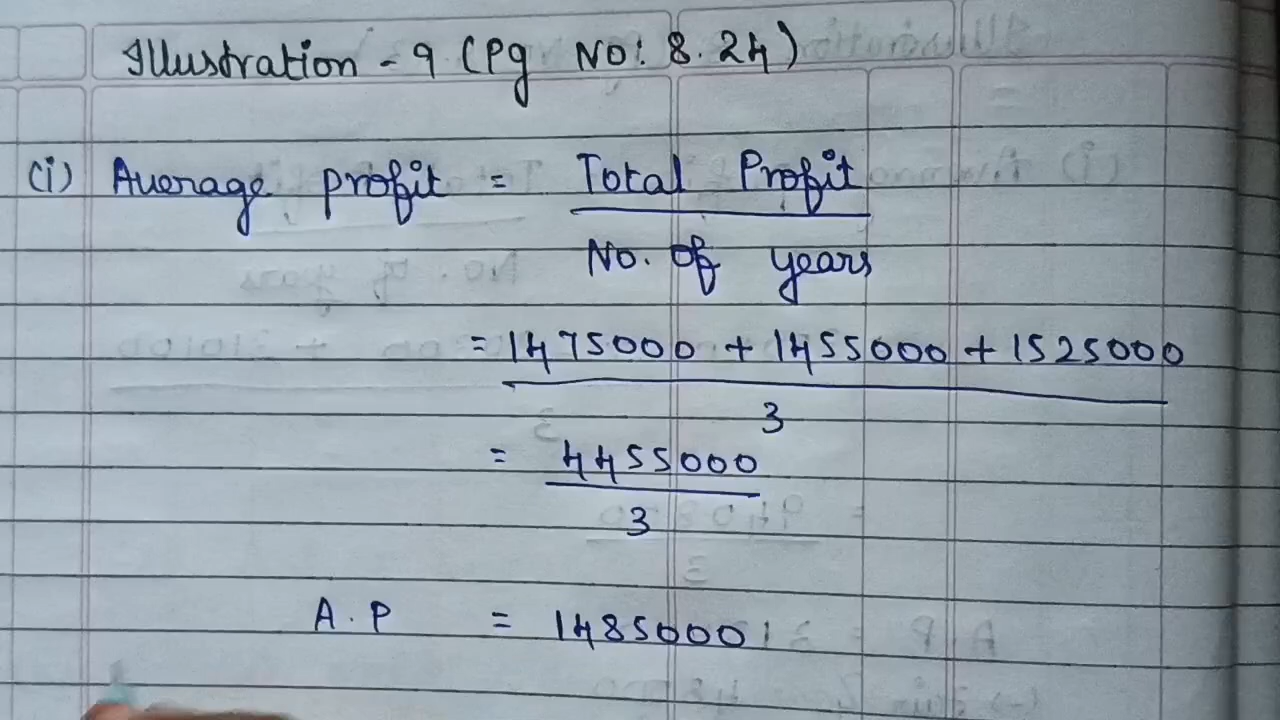 Illustration - 9 (Pg No: 8.24)
(i) Average profit = Total Profit
No. of years
= 1475000 + 1455000 + 1525000
3
= 4455000
3
A.P = 1485000